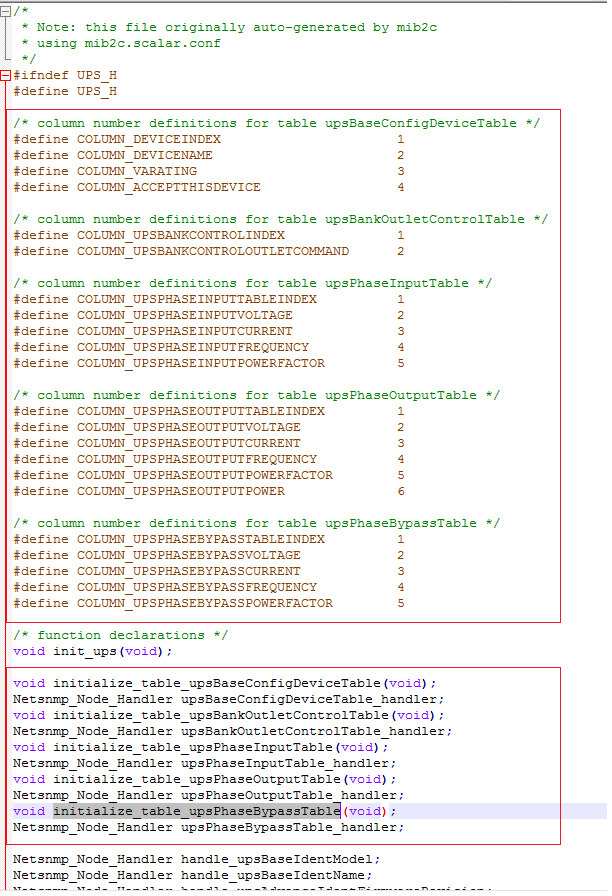 /*
 * Note: this file originally auto-generated by mib2c
 * using mib2c.scalar.conf
 */
#ifndef UPS_H
#define UPS_H
/* column number definitions for table upsBaseConfigDeviceTable */
#define COLUMN_DEVICEINDEX 1
#define COLUMN_DEVICENAME 2
#define COLUMN_VARATING 3
#define COLUMN_ACCEPTTHISDEVICE 4
/* column number definitions for table upsBankOutletControlTable */
#define COLUMN_UPSBANKCONTROLINDEX 1
#define COLUMN_UPSBANKCONTROLOUTLETCOMMAND 2
/* column number definitions for table upsPhaseInputTable */
#define COLUMN_UPSPHASEINPUTTABLEINDEX 1
#define COLUMN_UPSPHASEINPUTVOLTAGE 2
#define COLUMN_UPSPHASEINPUTCURRENT 3
#define COLUMN_UPSPHASEINPUTFREQUENCY 4
#define COLUMN_UPSPHASEINPUTPOWERFACTOR 5
/* column number definitions for table upsPhaseOutputTable */
#define COLUMN_UPSPHASEOUTPUTTABLEINDEX 1
#define COLUMN_UPSPHASEOUTPUTVOLTAGE 2
#define COLUMN_UPSPHASEOUTPUTCURRENT 3
#define COLUMN_UPSPHASEOUTPUTFREQUENCY 4
#define COLUMN_UPSPHASEOUTPUTPOWERFACTOR 5
#define COLUMN_UPSPHASEOUTPUTPOWER 6
/* column number definitions for table upsPhaseBypassTable */
#define COLUMN_UPSPHASEBYPASSTABLEINDEX 1
#define COLUMN_UPSPHASEBYPASSVOLTAGE 2
#define COLUMN_UPSPHASEBYPASSCURRENT 3
#define COLUMN_UPSPHASEBYPASSFREQUENCY 4
#define COLUMN_UPSPHASEBYPASSPOWERFACTOR 5
/* function declarations */
void init_ups(void);
void initialize_table_upsBaseConfigDeviceTable(void);
Netsnmp_Node_Handler upsBaseConfigDeviceTable_handler;
void initialize_table_upsBankOutletControlTable(void);
Netsnmp_Node_Handler upsBankOutletControlTable_handler;
void initialize_table_upsPhaseInputTable(void);
Netsnmp_Node_Handler upsPhaseInputTable_handler;
void initialize_table_upsPhaseOutputTable(void);
Netsnmp_Node_Handler upsPhaseOutputTable_handler;
void initialize_table_upsPhaseBypassTable(void);
Netsnmp_Node_Handler upsPhaseBypassTable_handler;
Netsnmp_Node_Handler handle_upsBaseIdentModel;
Netsnmp_Node_Handler handle_upsBaseIdentName;